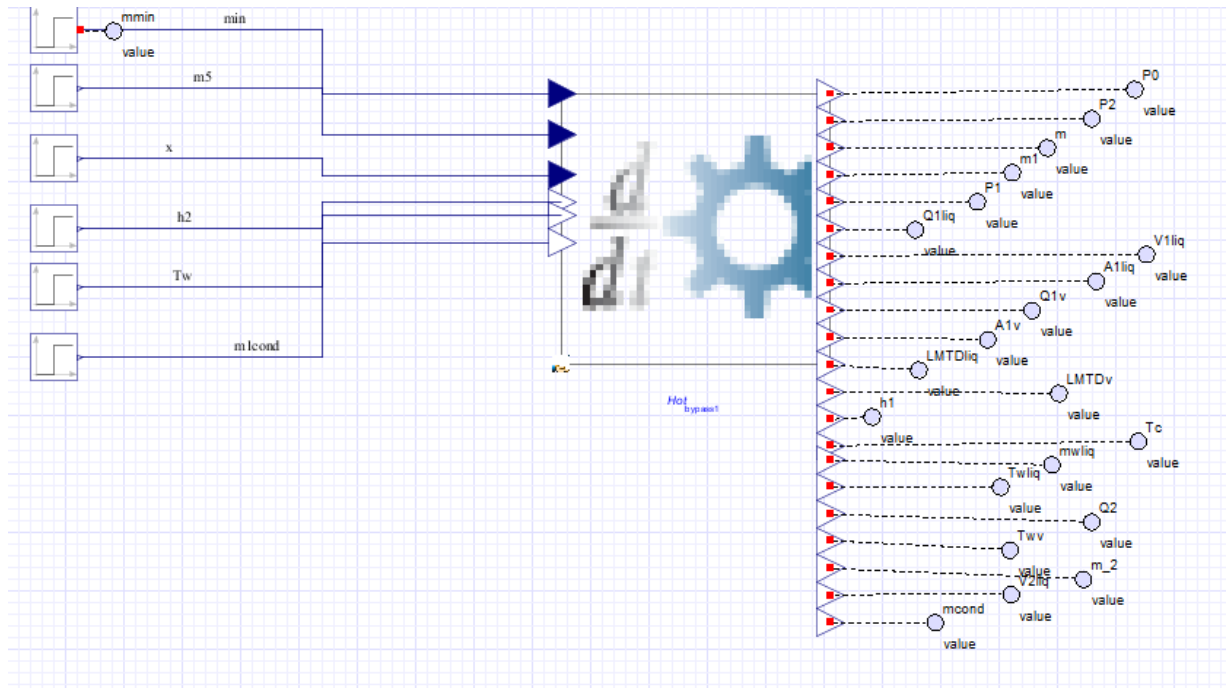 mmin
min
value
m5
x
h2
Tw
m1cond
d
dt
Hot
bypass1
P0
value
P2
value
m
value
m1
value
P1
value
Q1liq
value
V1liq
value
A1liq
value
Q1v
value
A1v
value
LMTDliq
value
LMTDv
value
h1
value
Tc
value
mwliq
value
Twliq
value
Q2
value
Twv
value
m_2
value
V2liq
value
mcond
value